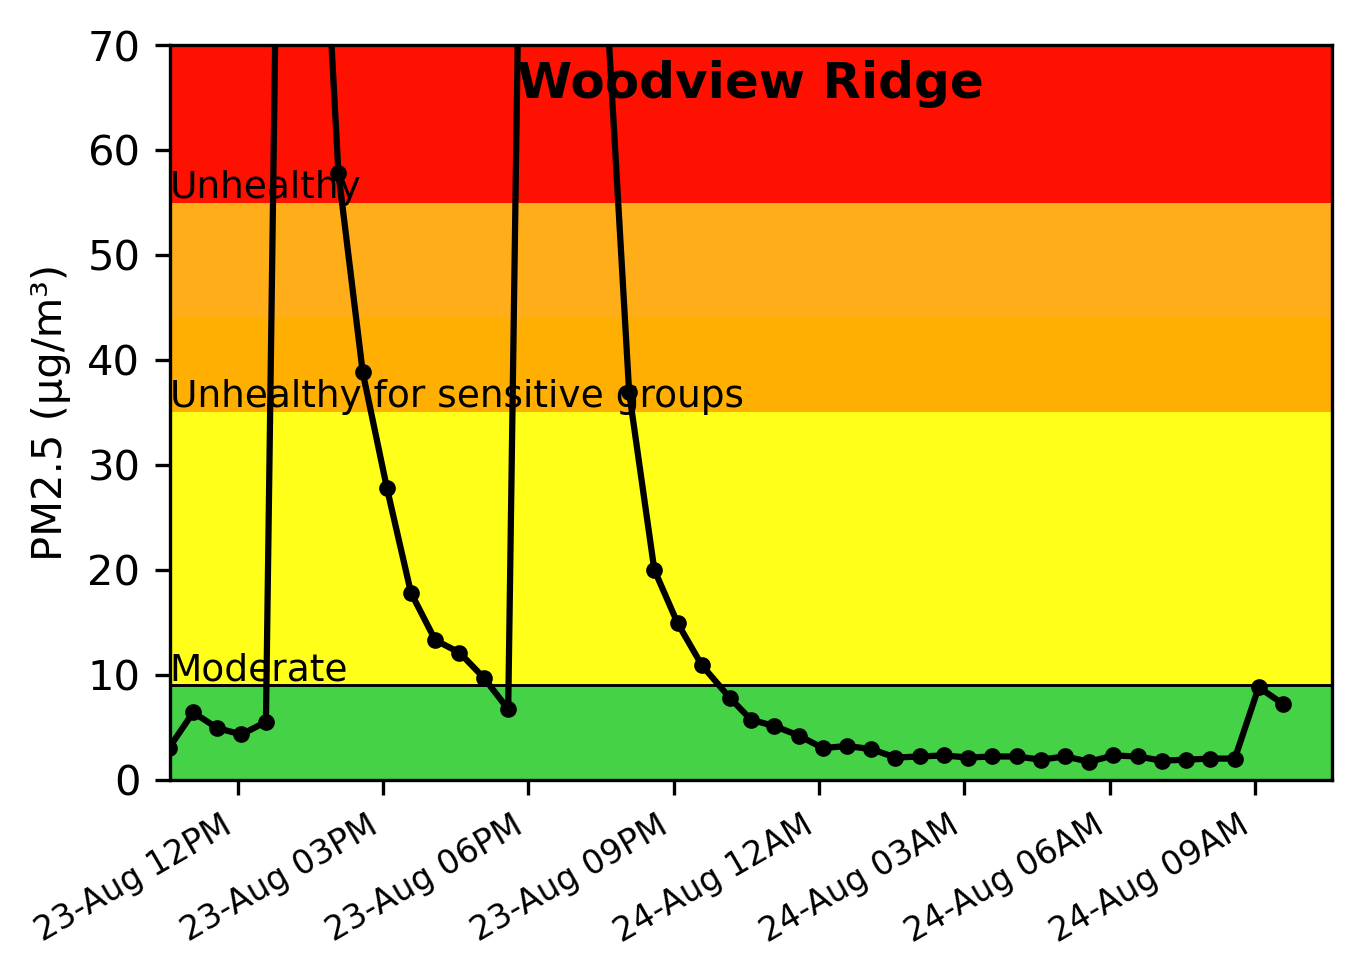 Woodview Ridge
PM2.5 (µg/m³)
70
60
Unhealthy
50
40
Unhealthy for sensitive groups
30
20
10
Moderate
0
23-Aug 12PM
23-Aug 03PM
23-Aug 06PM
23-Aug 09PM
24-Aug 12AM
24-Aug 03AM
24-Aug 06AM
24-Aug 09AM